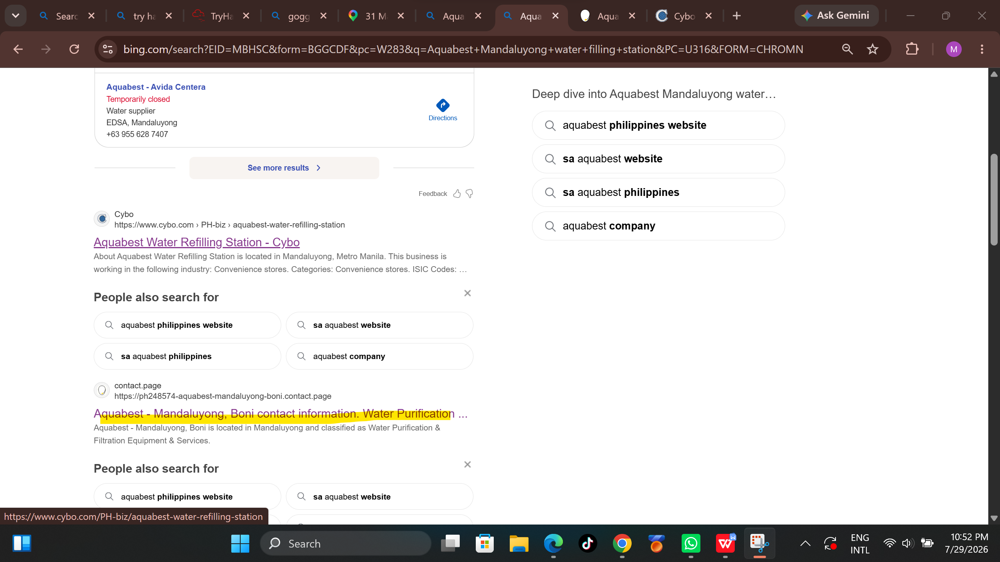 Searc
try ha
TryHa
gogg
31 M
Aqua
Aqua
Aqua
Cybo
Ask Gemini
bing.com/search?EID=MBHSC&form=BGGCDF&pc=W283&q=Aquabest+Mandaluyong+water+filling+station&PC=U316&FORM=CHROMN
M
Aquabest - Avida Centera
Temporarily closed
Water supplier
EDSA, Mandaluyong
+63 955 628 7407
Directions
See more results
Feedback
Cybo
https://www.cybo.com › PH-biz › aquabest-water-refilling-station
Aquabest Water Refilling Station - Cybo
About Aquabest Water Refilling Station is located in Mandaluyong, Metro Manila. This business is
working in the following industry: Convenience stores. Categories: Convenience stores. ISIC Codes: …
People also search for
aquabest philippines website
sa aquabest website
sa aquabest philippines
aquabest company
contact.page
https://ph248574-aquabest-mandaluyong-boni.contact.page
Aquabest - Mandaluyong, Boni contact information. Water Purification ...
Aquabest - Mandaluyong, Boni is located in Mandaluyong and classified as Water Purification &
Filtration Equipment & Services.
People also search for
aquabest philippines website
sa aquabest website
Deep dive into Aquabest Mandaluyong water…
aquabest philippines website
sa aquabest website
sa aquabest philippines
aquabest company
https://www.cybo.com/PH-biz/aquabest-water-refilling-station
Search
ENG
INTL
10:52 PM
7/29/2026